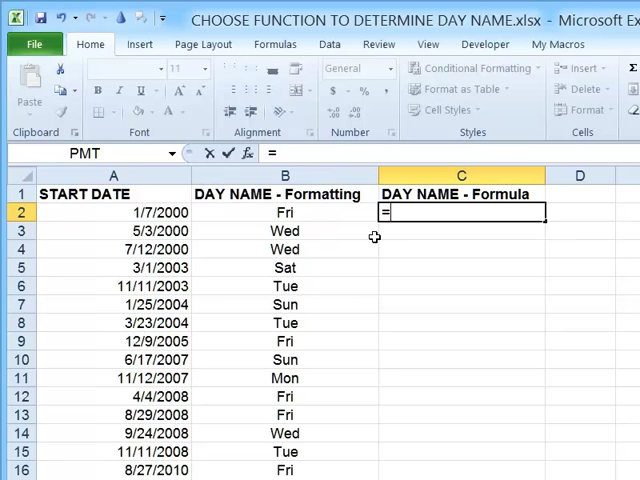 CHOOSE FUNCTION TO DETERMINE DAY NAME.xlsx - Microsoft Ex
File Home Insert Page Layout Formulas Data Review View Developer My Macros
Paste
Clipboard
11
B I U
Font
Alignment
General
$ % ,
Number
Conditional Formatting
Format as Table
Cell Styles
Styles
Insert
Delete
Format
Cells
Σ
PMT =
A B C D
1 START DATE DAY NAME - Formatting DAY NAME - Formula
2 1/7/2000 Fri =
3 5/3/2000 Wed
4 7/12/2000 Wed
5 3/1/2003 Sat
6 11/11/2003 Tue
7 1/25/2004 Sun
8 3/23/2004 Tue
9 12/9/2005 Fri
10 6/17/2007 Sun
11 11/12/2007 Mon
12 4/4/2008 Fri
13 8/29/2008 Fri
14 9/24/2008 Wed
15 11/11/2008 Tue
16 8/27/2010 Fri